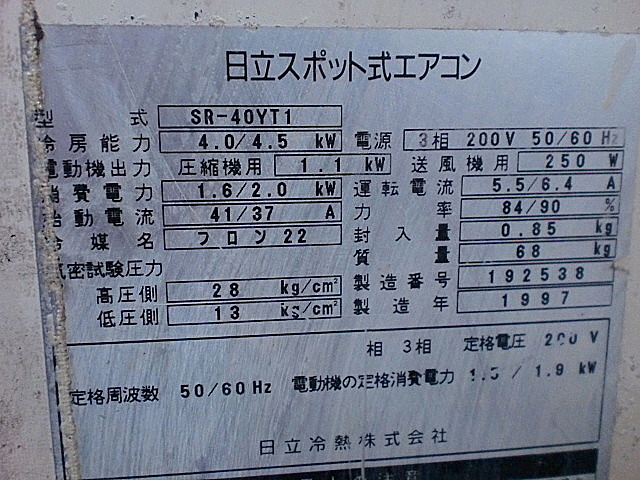 日立スポット式エアコン
型 式 SR-40YT1
冷房能力 4.0/4.5 kW 電源 3相 200V 50/60 Hz
電動機出力 圧縮機用 1.1 kW 送風機用 250 W
消費電力 1.6/2.0 kW 運転電流 5.5/6.4 A
始動電流 41/37 A 力率 84/90 %
冷媒名 フロン22 封入量 0.85 kg
質量 68 kg
気密試験圧力 製造番号 192538
高圧側 28 kg/cm² 製造年 1997
低圧側 13 kg/cm²
相 3相 定格電圧 200 V
定格周波数 50/60 Hz 電動機の定格消費電力 1.5/1.9 kW
日立冷熱株式会社